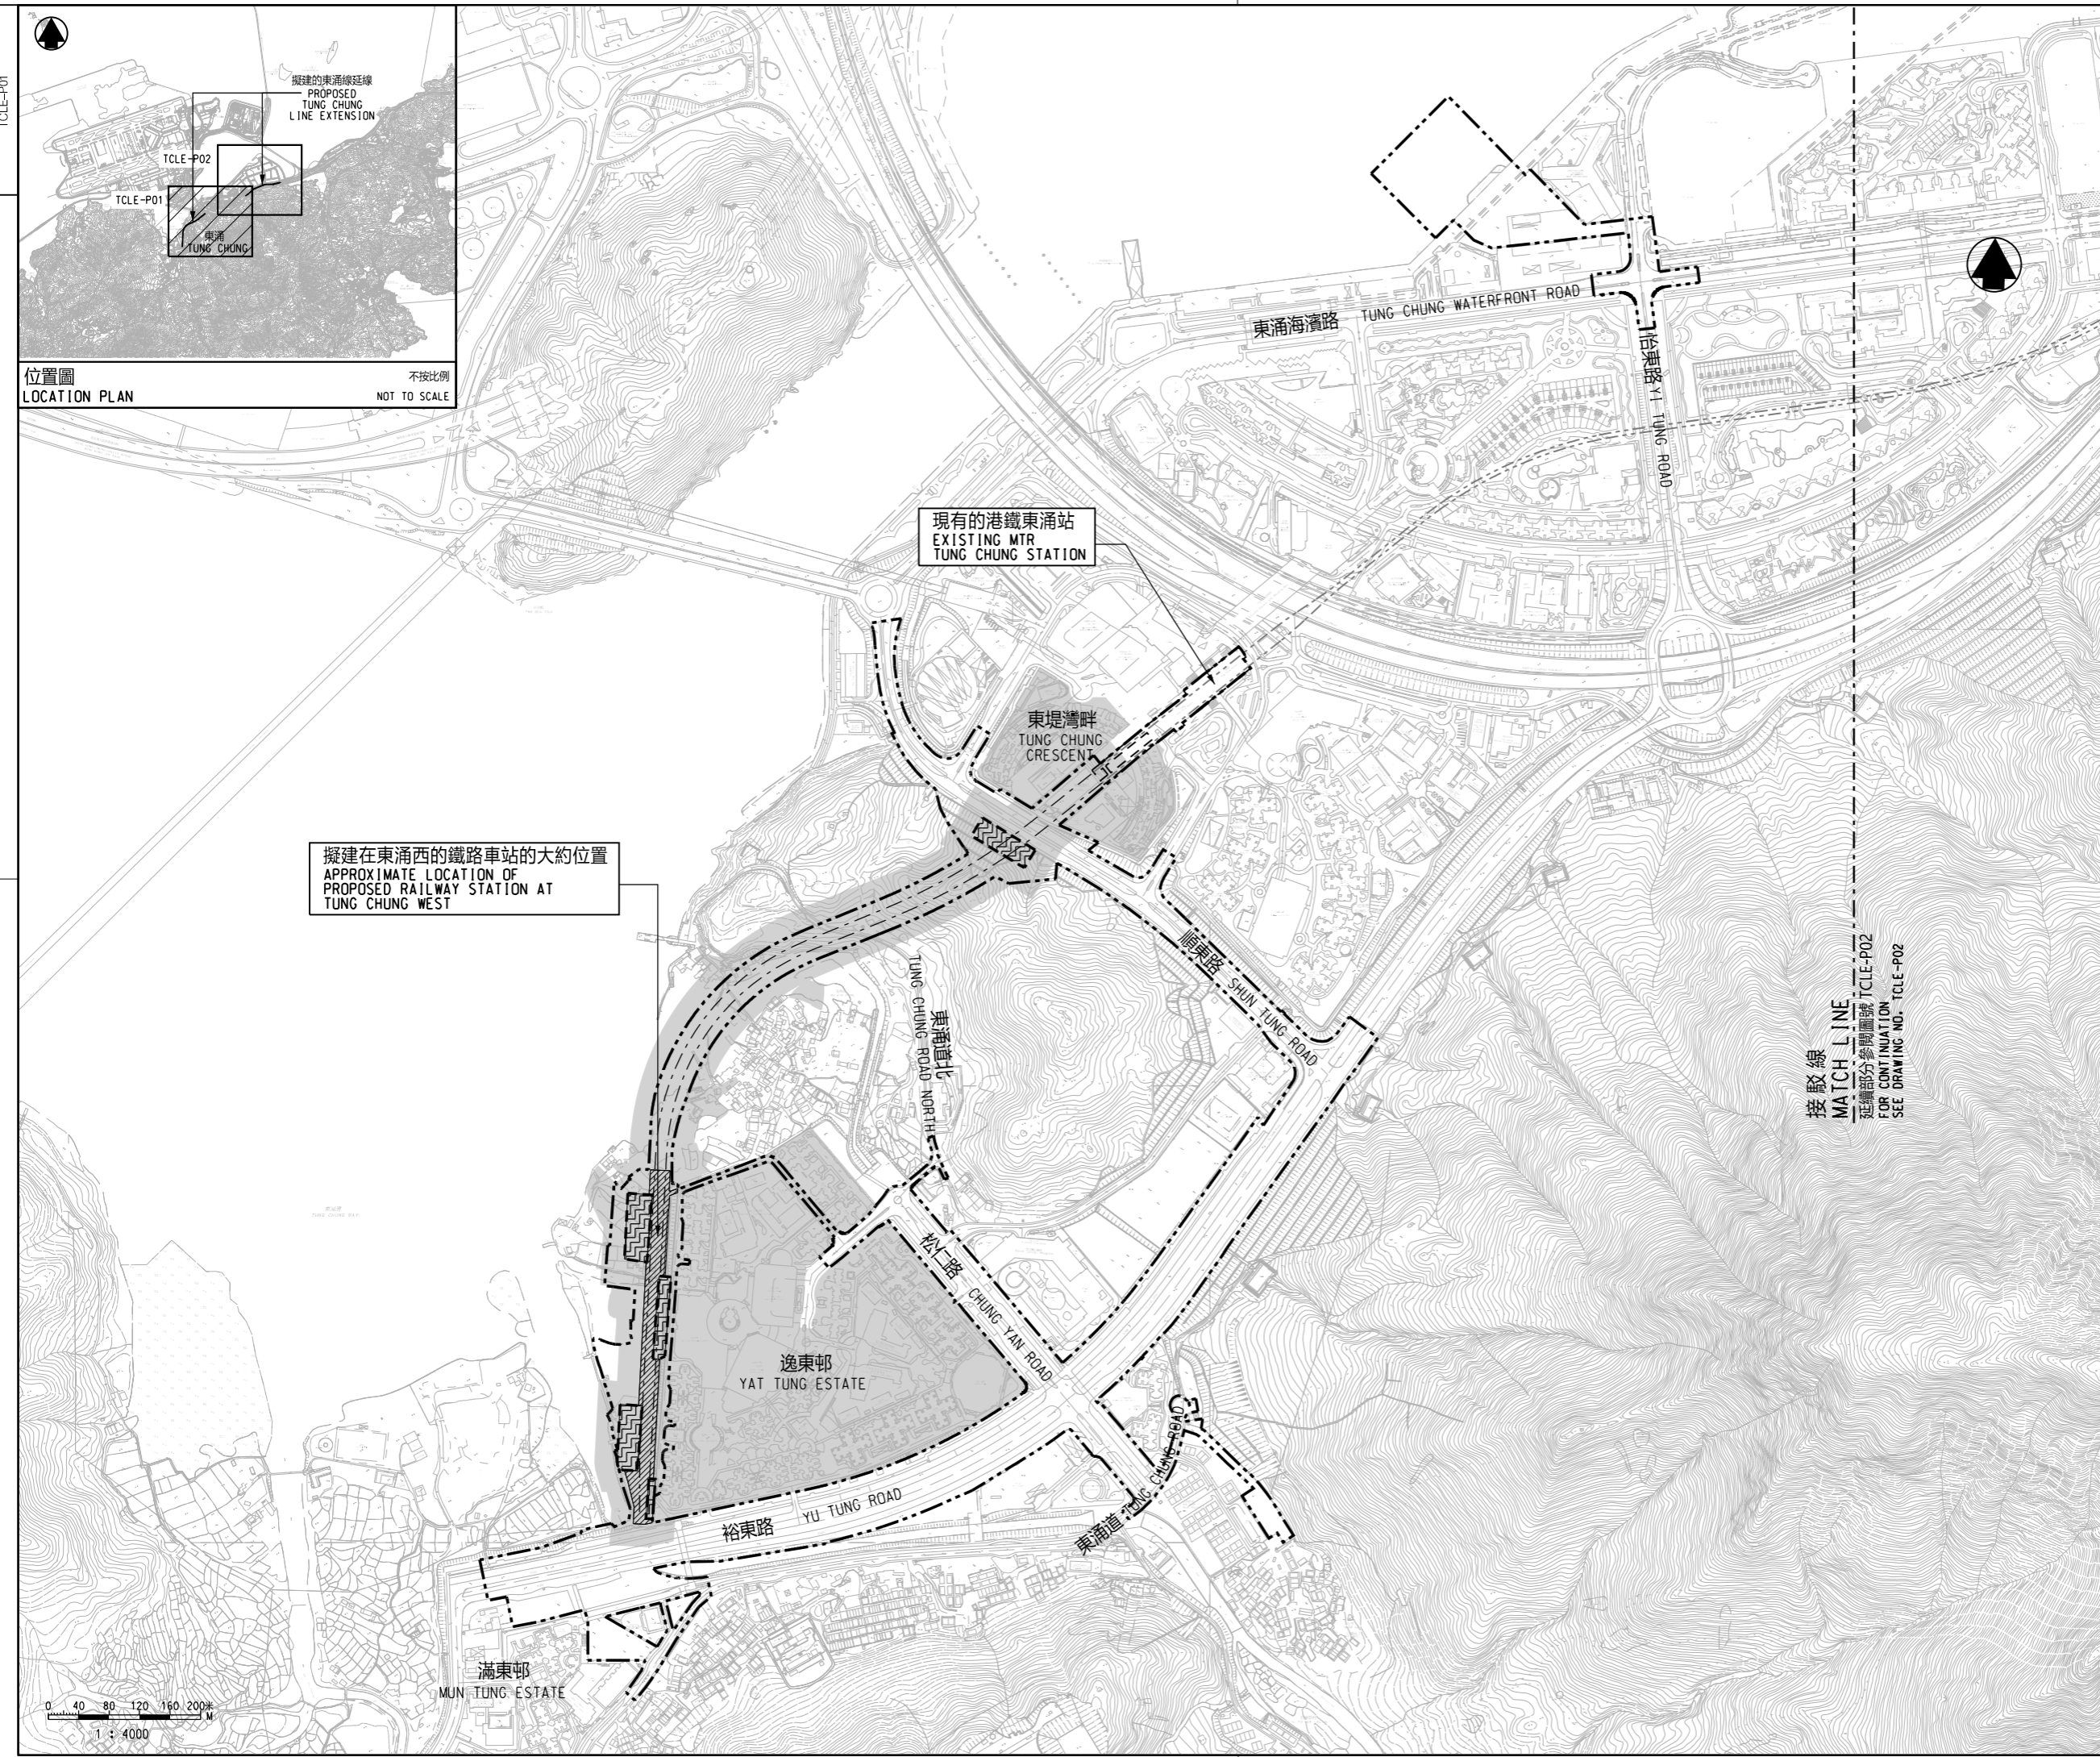 TCLE-P01
擬建的東涌線延線
PROPOSED
TUNG CHUNG
LINE EXTENSION
TCLE-P02
TCLE-P01
東涌
TUNG CHUNG
位置圖
不按比例
LOCATION PLAN
NOT TO SCALE
東涌海濱路 TUNG CHUNG WATERFRONT ROAD
怡東路 YI TUNG ROAD
現有的港鐵東涌站
EXISTING MTR
TUNG CHUNG STATION
東堤灣畔
TUNG CHUNG
CRESCENT
擬建在東涌西的鐵路車站的大約位置
APPROXIMATE LOCATION OF
PROPOSED RAILWAY STATION AT
TUNG CHUNG WEST
順東路 SHUN TUNG ROAD
東涌道北
TUNG CHUNG ROAD NORTH
接駁線
MATCH LINE
延續部分參閱圖號 TCLE-P02
FOR CONTINUATION
SEE DRAWING NO. TCLE-P02
TUNG CHUNG BAY
松仁路 CHUNG YAN ROAD
逸東邨
YAT TUNG ESTATE
裕東路 YU TUNG ROAD
東涌道 TUNG CHUNG ROAD
滿東邨
MUN TUNG ESTATE
0 40 80 120 160 200米
M
1 : 4000